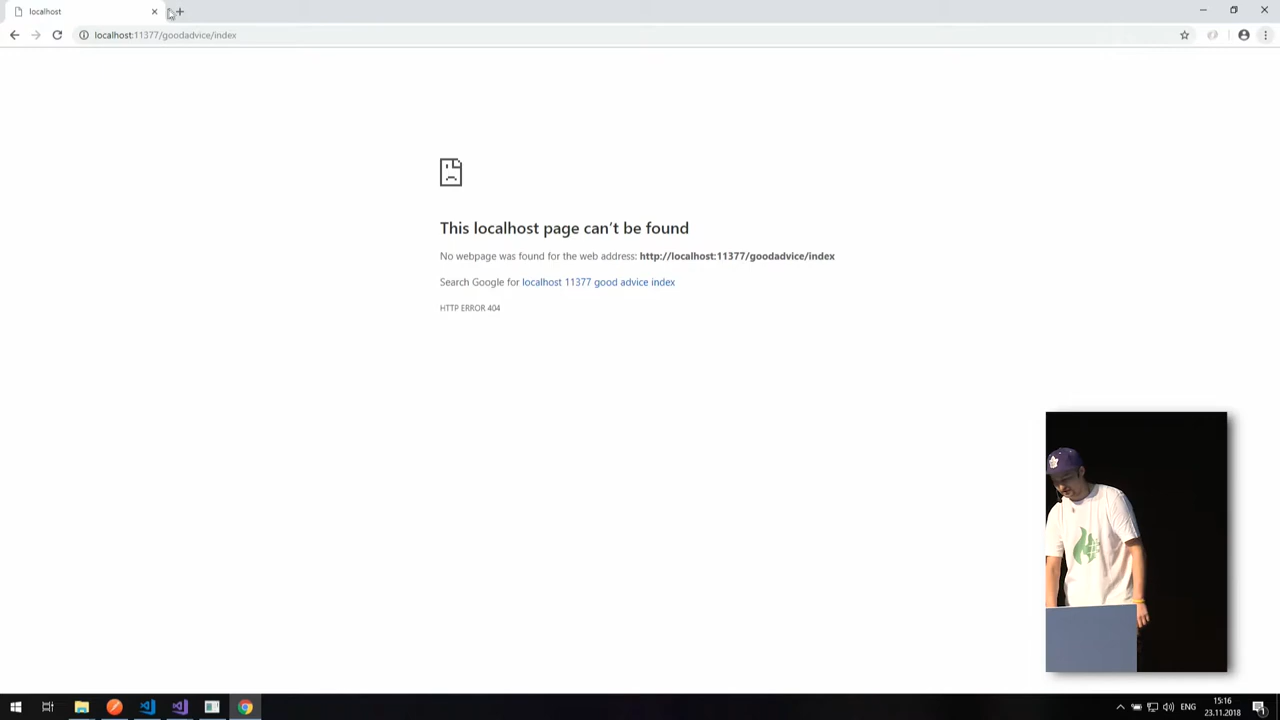 localhost
localhost:11377/goodadvice/index
This localhost page can't be found
No webpage was found for the web address: http://localhost:11377/goodadvice/index
Search Google for localhost 11377 good advice index
HTTP ERROR 404
ENG
15:16
23.11.2018
1